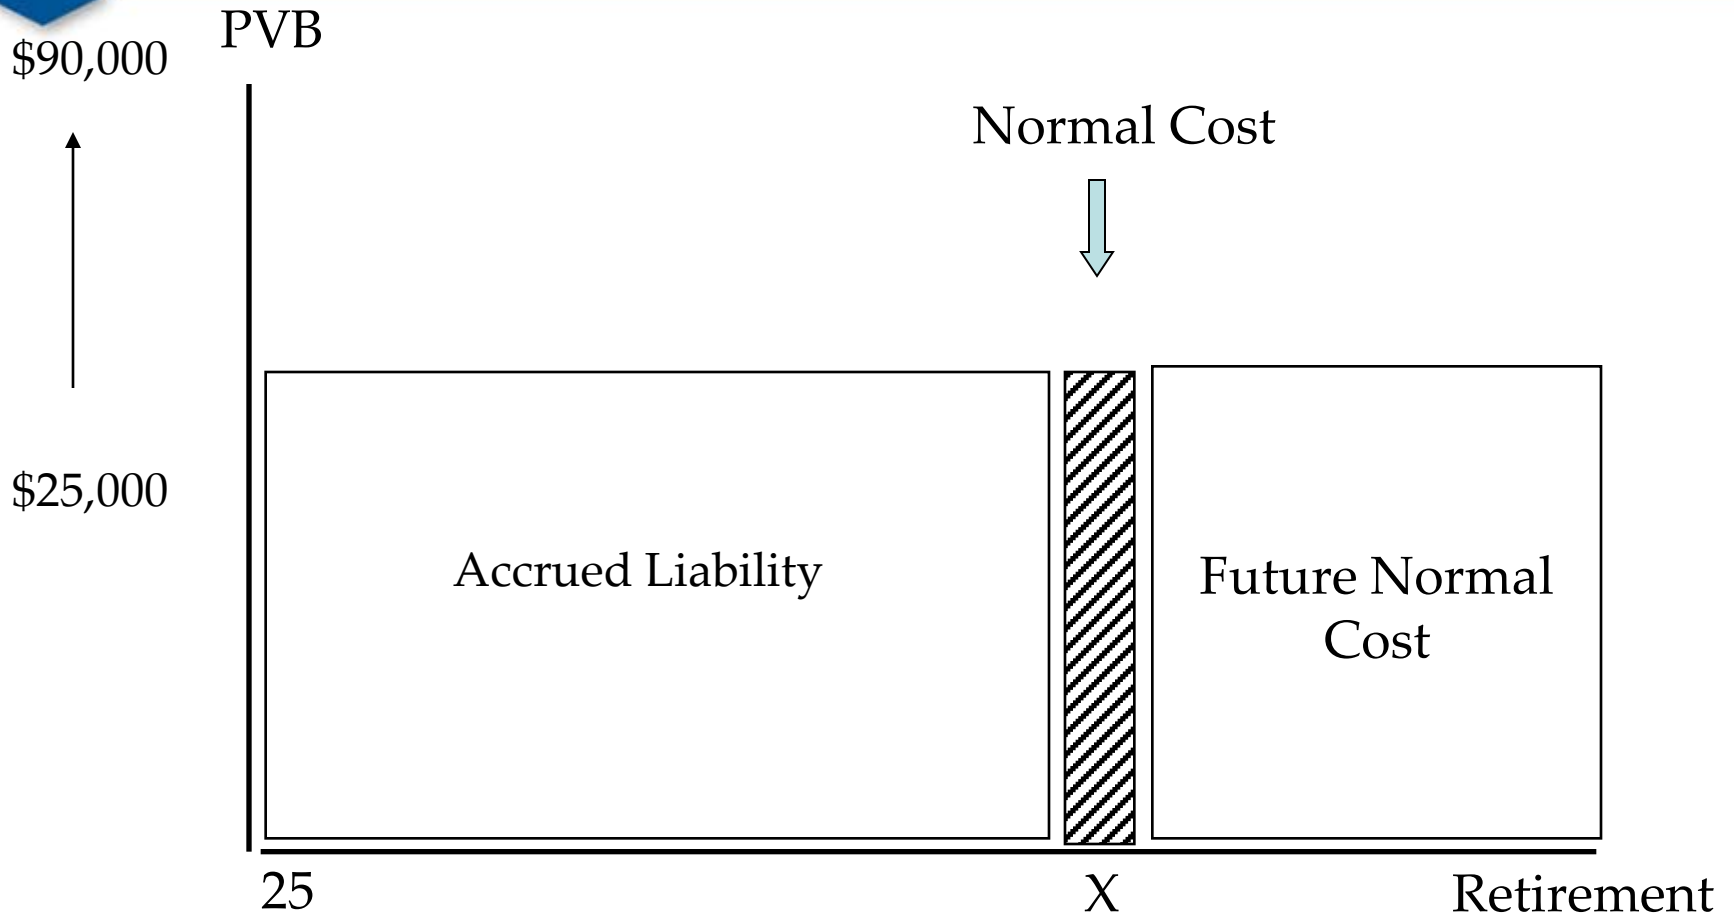 PVB
$90,000
Normal Cost
$25,000
Accrued Liability
Future Normal
Cost
25
X
Retirement